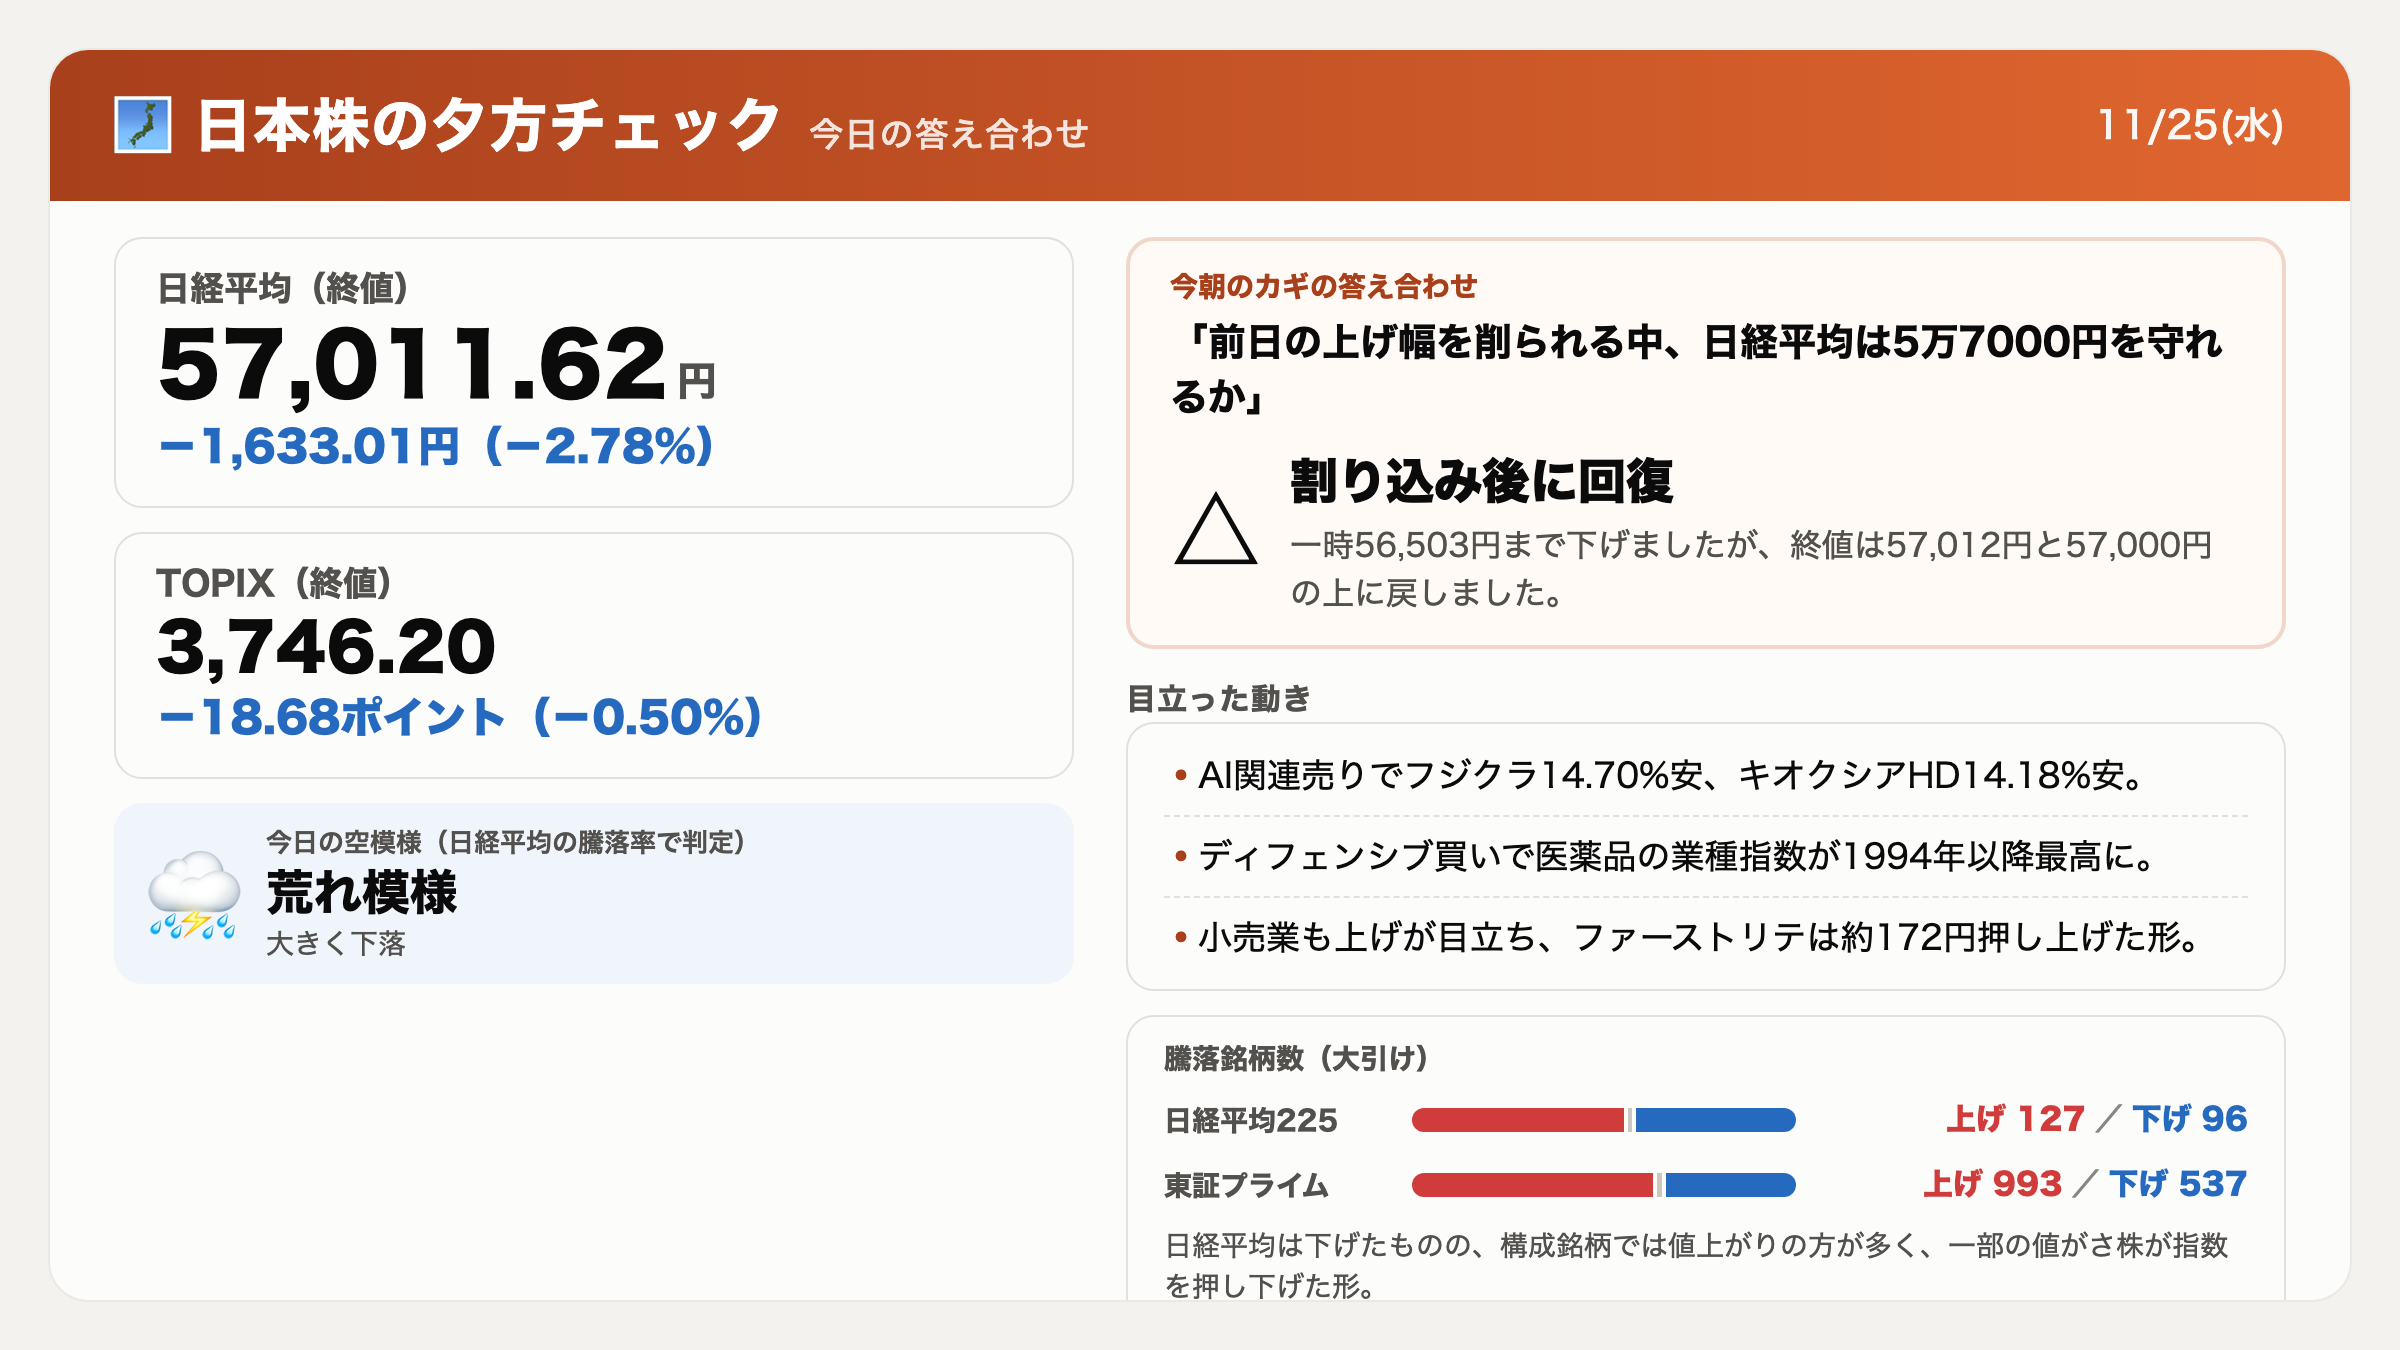 日本株の夕方チェック 今日の答え合わせ
11/25(水)
日経平均（終値）
57,011.62円
−1,633.01円（−2.78%）
TOPIX（終値）
3,746.20
−18.68ポイント（−0.50%）
今日の空模様（日経平均の騰落率で判定）
荒れ模様
大きく下落
今朝のカギの答え合わせ
「前日の上げ幅を削られる中、日経平均は5万7000円を守れ
るか」
△
割り込み後に回復
一時56,503円まで下げましたが、終値は57,012円と57,000円
の上に戻しました。
目立った動き
• AI関連売りでフジクラ14.70%安、キオクシアHD14.18%安。
• ディフェンシブ買いで医薬品の業種指数が1994年以降最高に。
• 小売業も上げが目立ち、ファーストリテは約172円押し上げた形。
騰落銘柄数（大引け）
日経平均225 上げ 127 ／ 下げ 96
東証プライム 上げ 993 ／ 下げ 537
日経平均は下げたものの、構成銘柄では値上がりの方が多く、一部の値がさ株が指数
を押し下げた形。